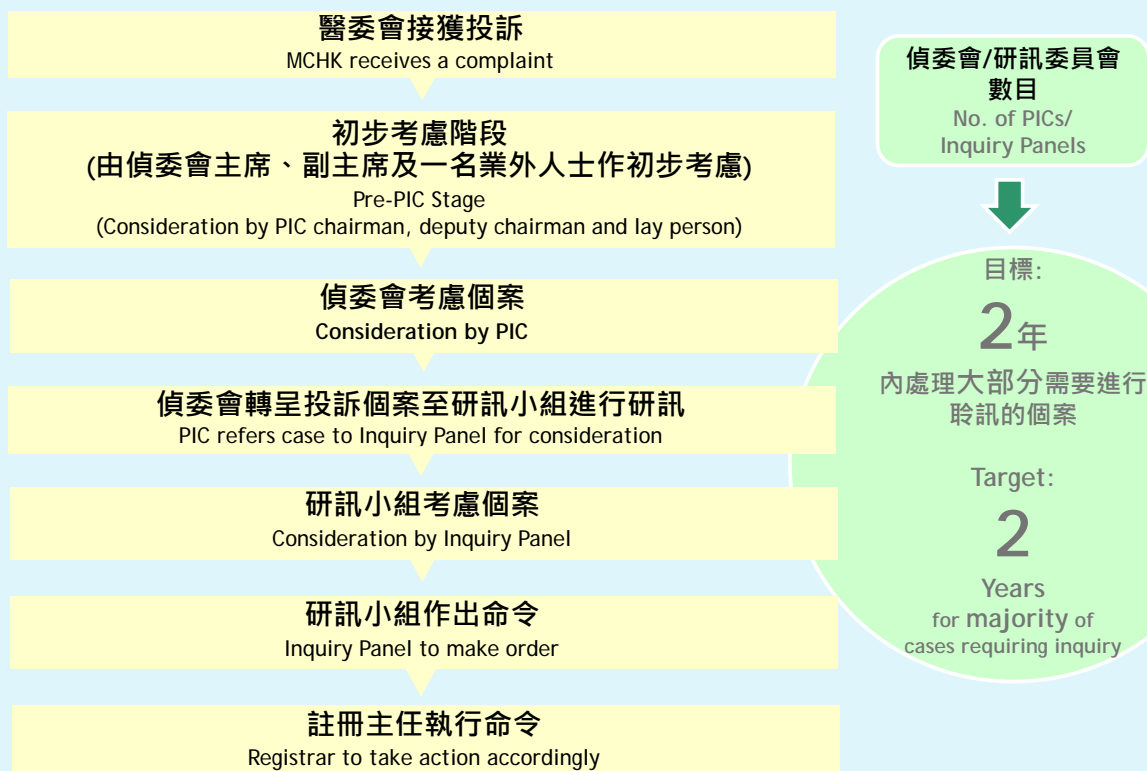 醫委會接獲投訴
MCHK receives a complaint
初步考慮階段
(由偵委會主席、副主席及一名業外人士作初步考慮)
Pre-PIC Stage
(Consideration by PIC chairman, deputy chairman and lay person)
偵委會考慮個案
Consideration by PIC
偵委會轉呈投訴個案至研訊小組進行研訊
PIC refers case to Inquiry Panel for consideration
研訊小組考慮個案
Consideration by Inquiry Panel
研訊小組作出命令
Inquiry Panel to make order
註冊主任執行命令
Registrar to take action accordingly
偵委會/研訊委員會
數目
No. of PICs/
Inquiry Panels
目標:
2年
內處理大部分需要進行
聆訊的個案
Target:
2
Years
for majority of
cases requiring inquiry